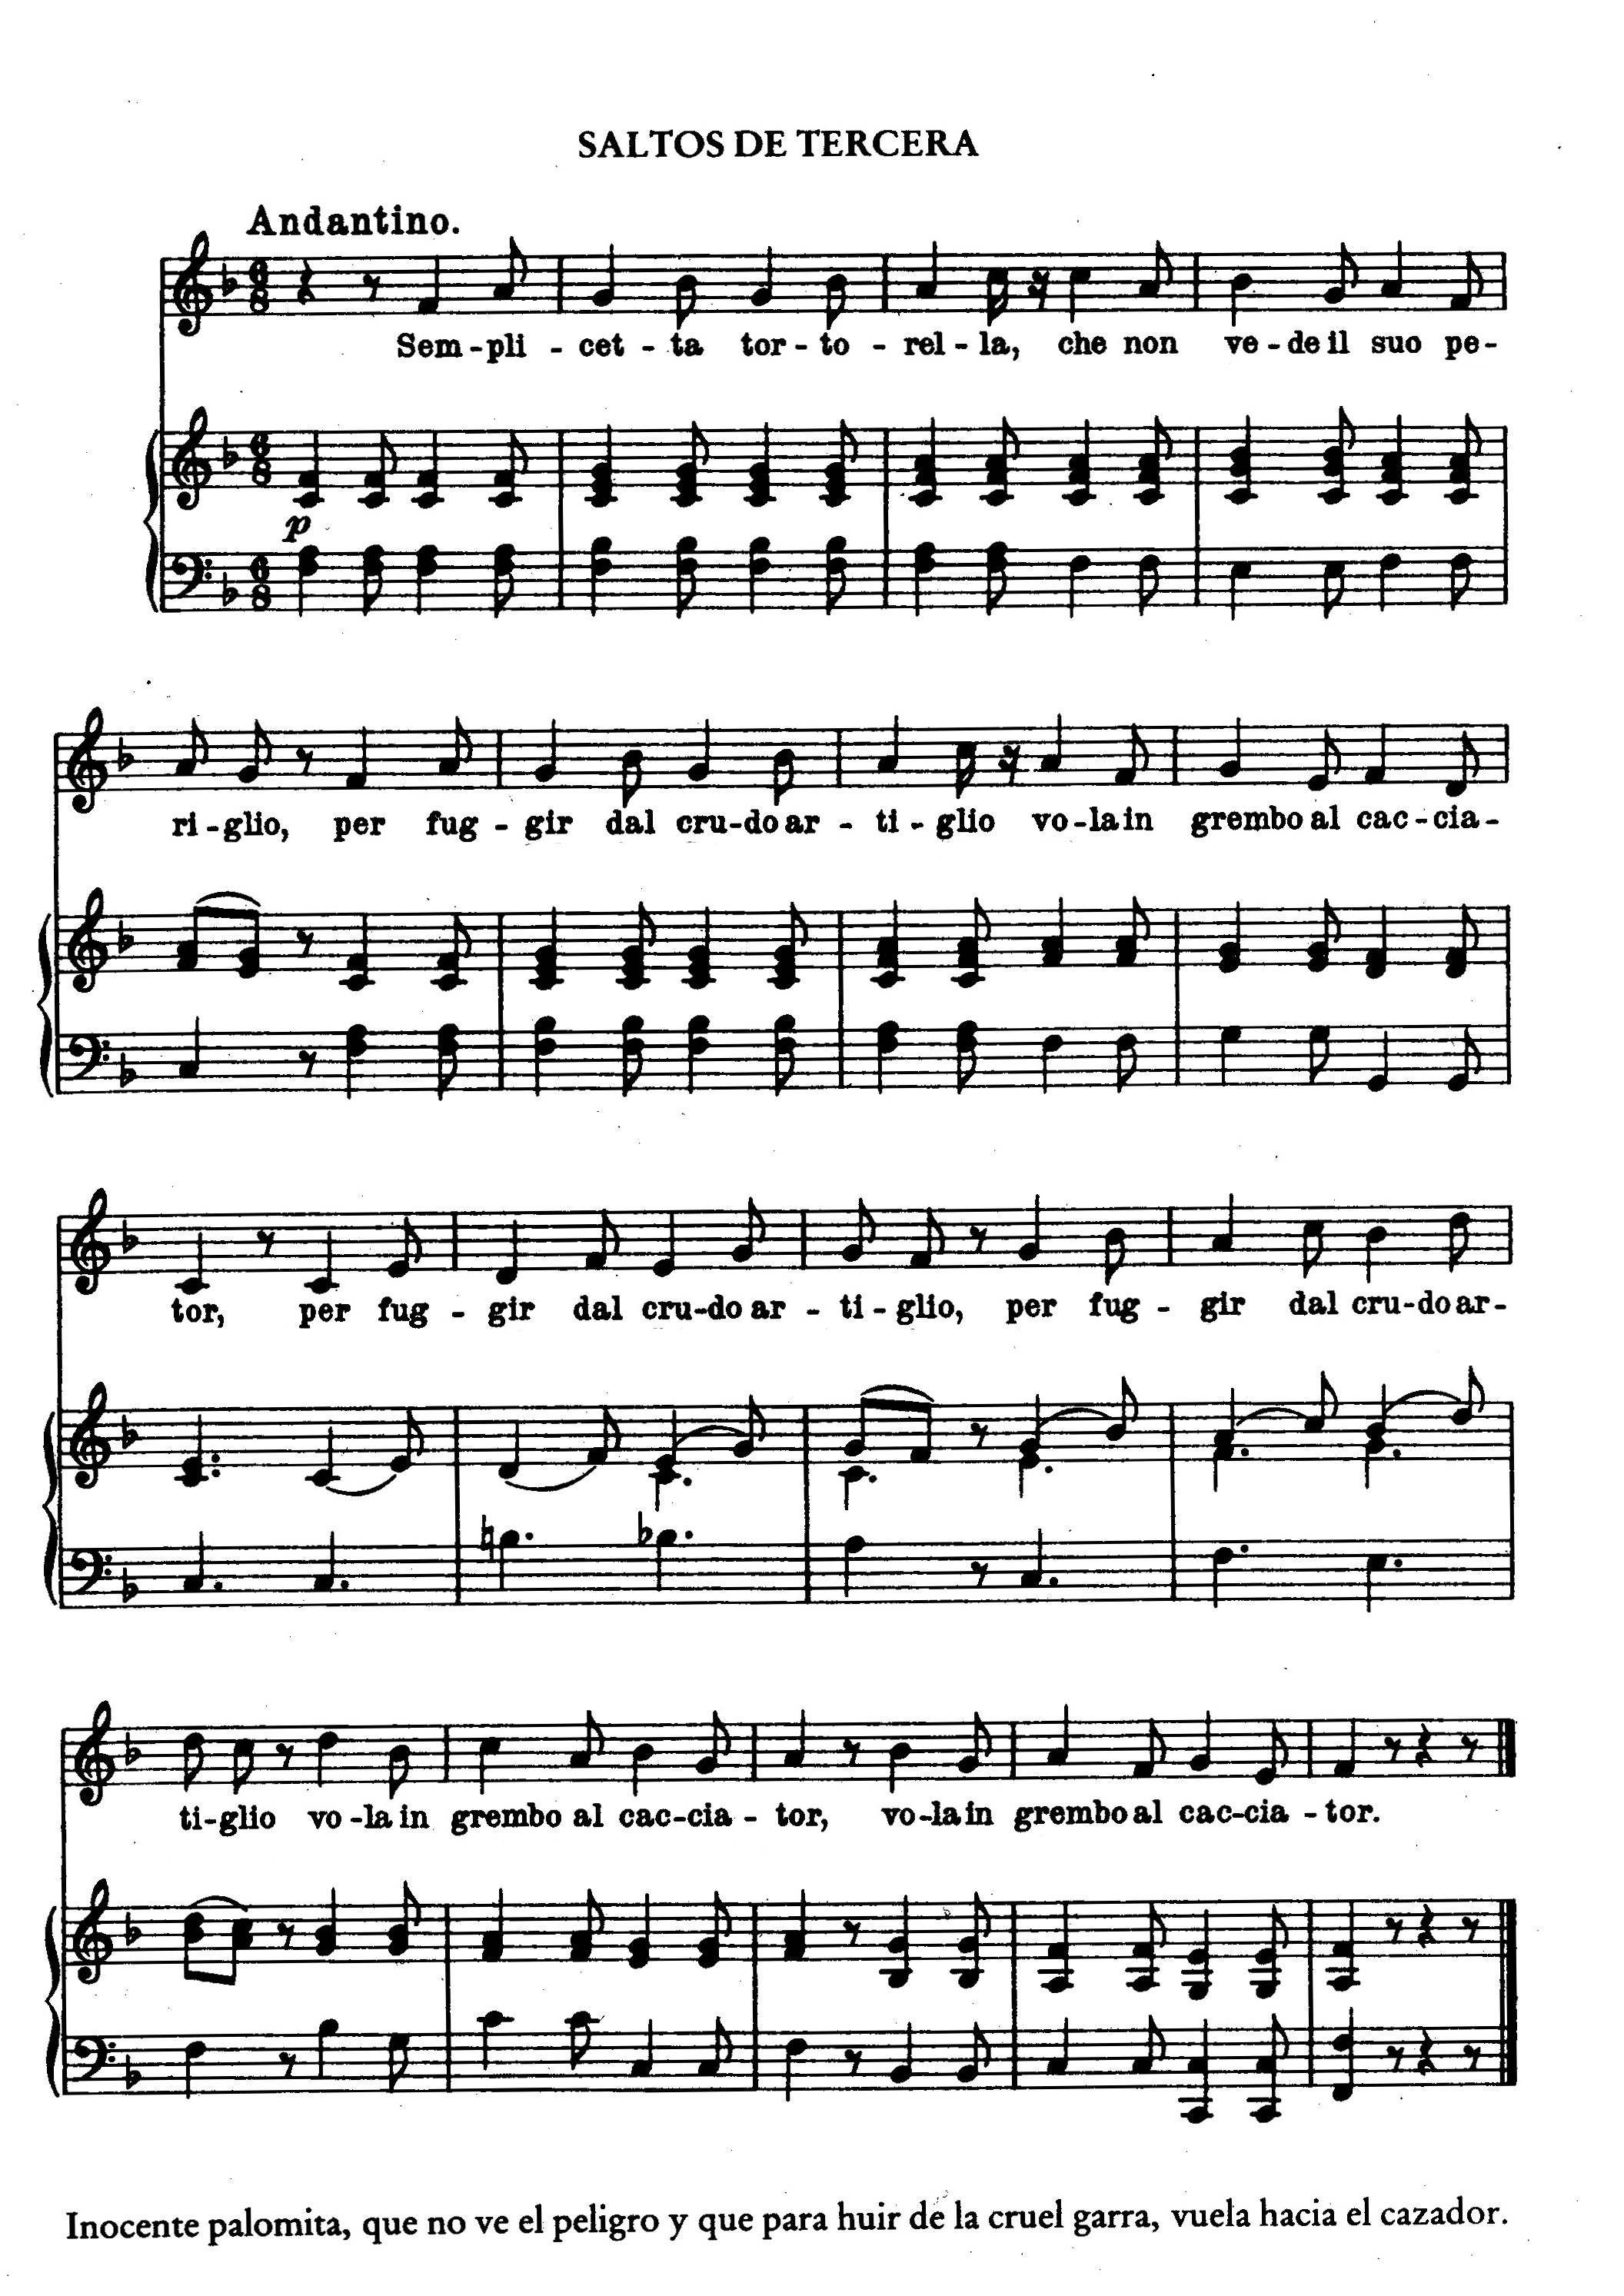 SALTOS DE TERCERA
Andantino.
Sem-pli - cet - ta tor - to - rel - la, che non ve - de il suo pe -
p
ri - glio, per fug - gir dal cru-do ar - ti - glio vo-la in grembo al cac-cia-
tor, per fug - gir dal cru-do ar - ti - glio, per fug - gir dal cru-do ar-
ti-glio vo-la in grembo al cac-cia - tor, vo-la in grembo al cac-cia - tor.
Inocente palomita, que no ve el peligro y que para huir de la cruel garra, vuela hacia el cazador.